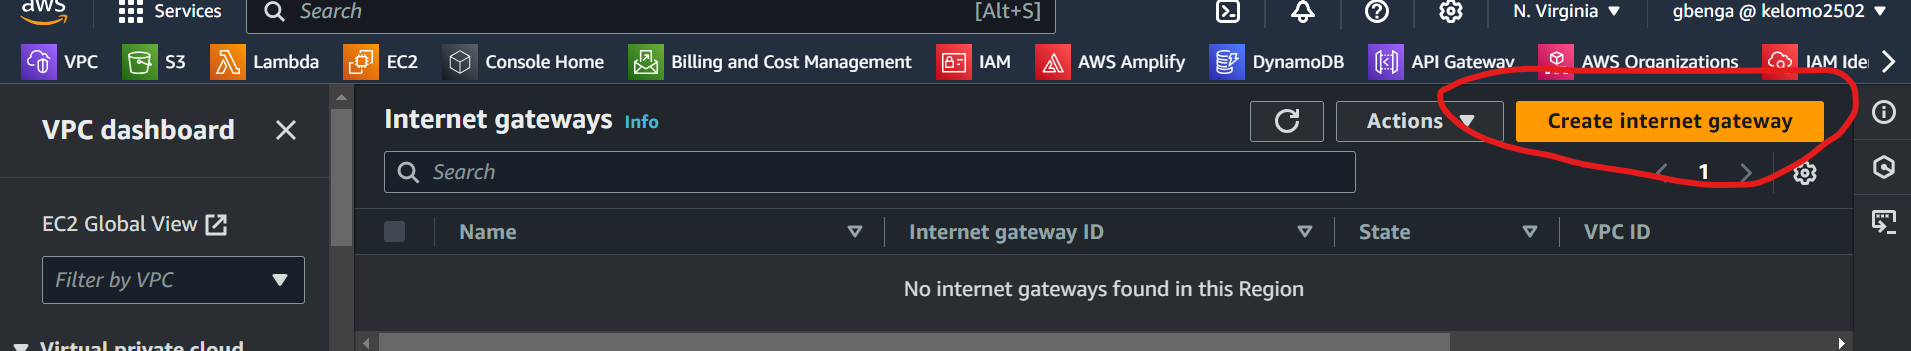 aws Services Search [Alt+S] N. Virginia gbenga @ kelomo2502
VPC S3 Lambda EC2 Console Home Billing and Cost Management IAM AWS Amplify DynamoDB API Gateway AWS Organizations IAM Ide
VPC dashboard
EC2 Global View
Filter by VPC
Virtual private cloud
Internet gateways Info Actions Create internet gateway
Search 1
Name Internet gateway ID State VPC ID
No internet gateways found in this Region